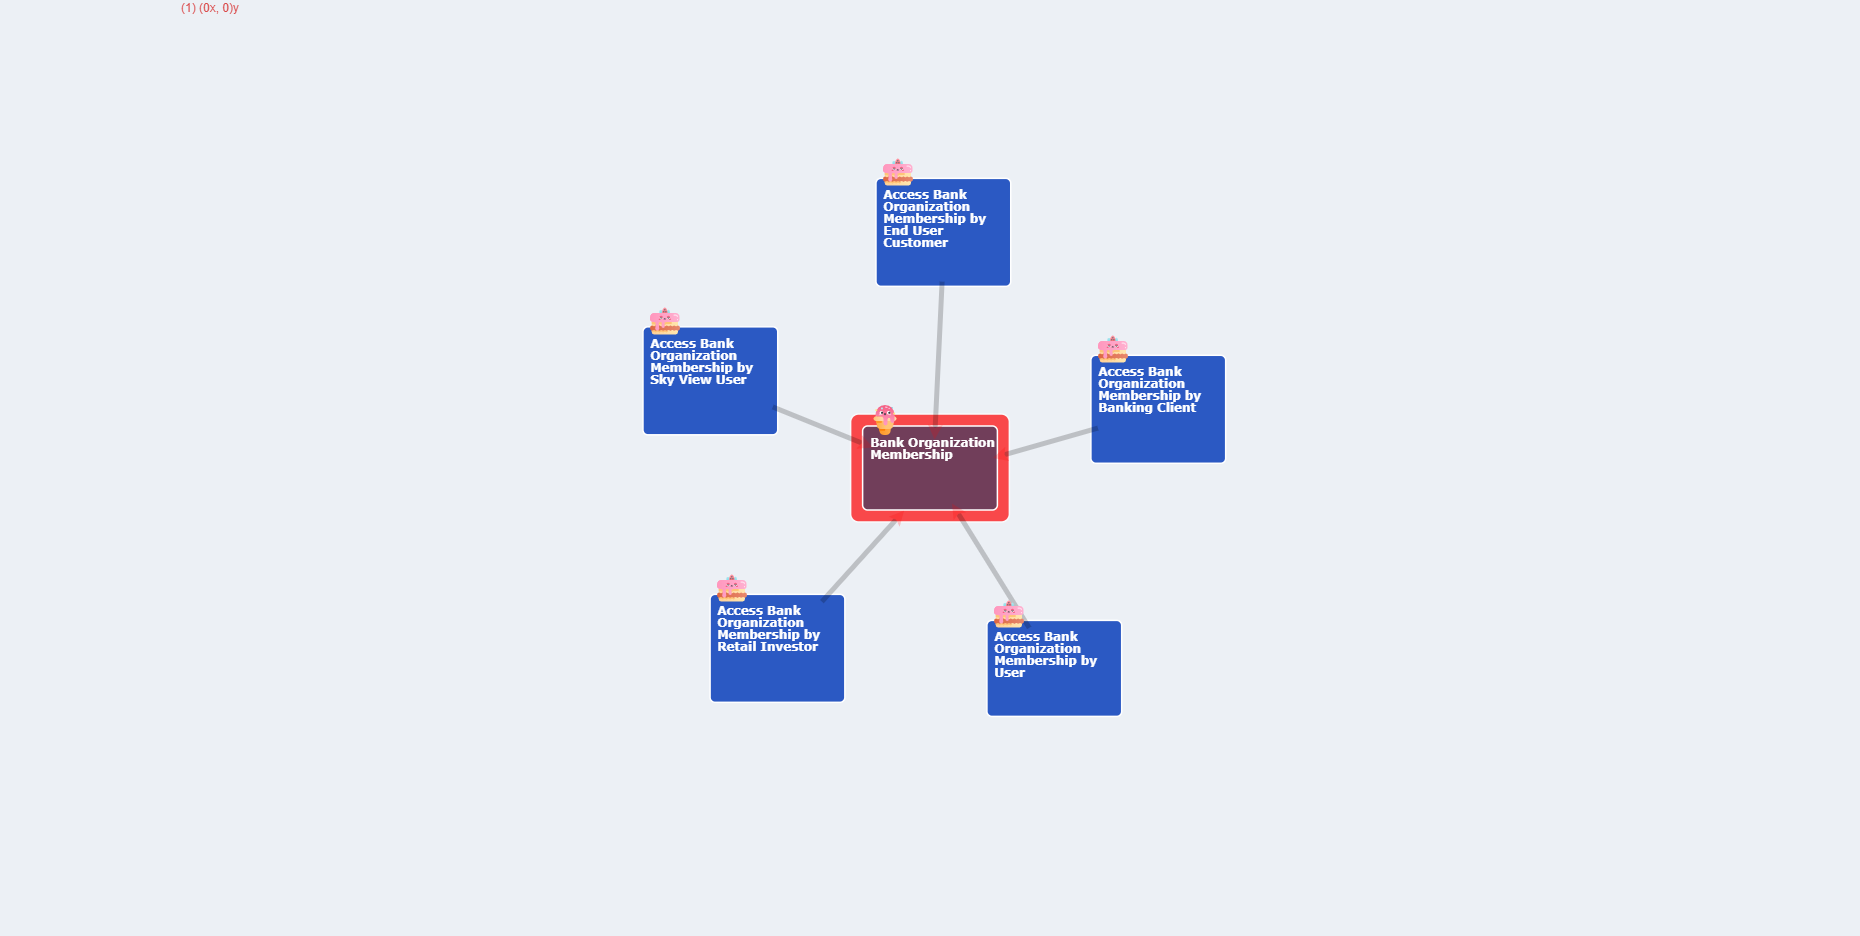 (1) (0x, 0)y
Access Bank
Organization
Membership by
End User
Customer
Access Bank
Organization
Membership by
Sky View User
Access Bank
Organization
Membership by
Banking Client
Bank Organization
Membership
Access Bank
Organization
Membership by
Retail Investor
Access Bank
Organization
Membership by
User